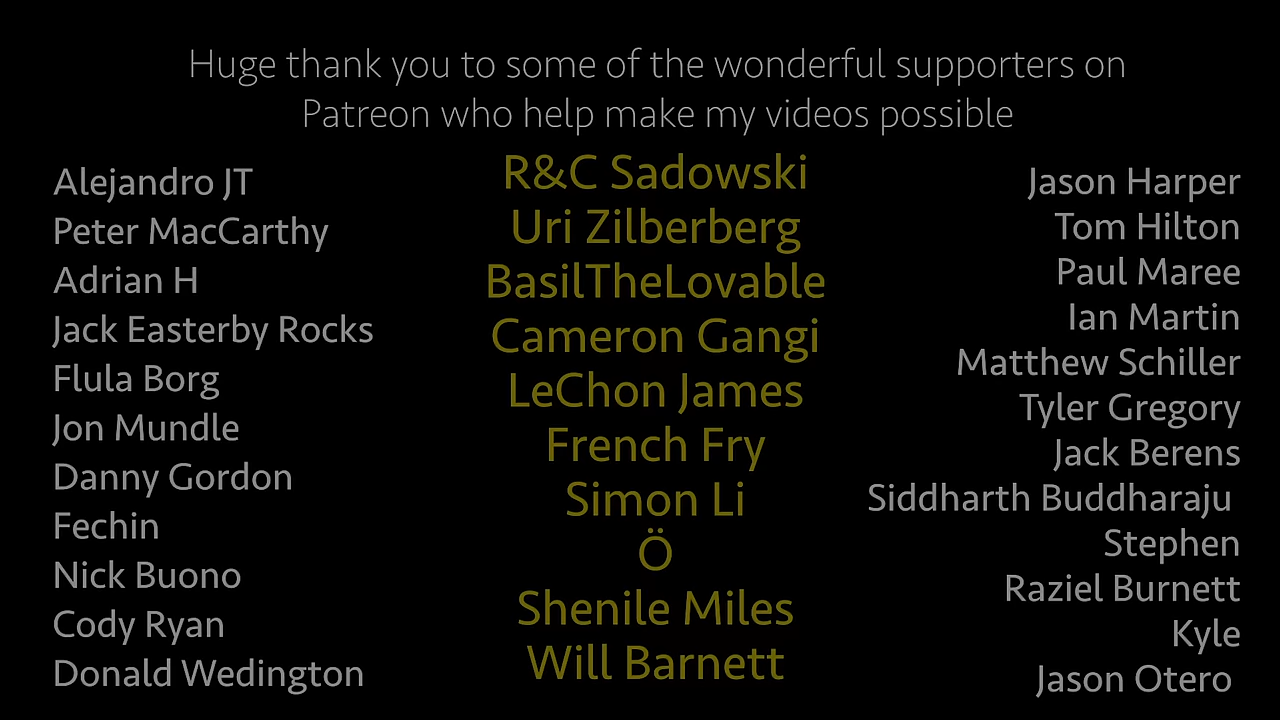 Huge thank you to some of the wonderful supporters on
Patreon who help make my videos possible
Alejandro JT
Peter MacCarthy
Adrian H
Jack Easterby Rocks
Flula Borg
Jon Mundle
Danny Gordon
Fechin
Nick Buono
Cody Ryan
Donald Wedington
R&C Sadowski
Uri Zilberberg
BasilTheLovable
Cameron Gangi
LeChon James
French Fry
Simon Li
Ö
Shenile Miles
Will Barnett
Jason Harper
Tom Hilton
Paul Maree
Ian Martin
Matthew Schiller
Tyler Gregory
Jack Berens
Siddharth Buddharaju
Stephen
Raziel Burnett
Kyle
Jason Otero